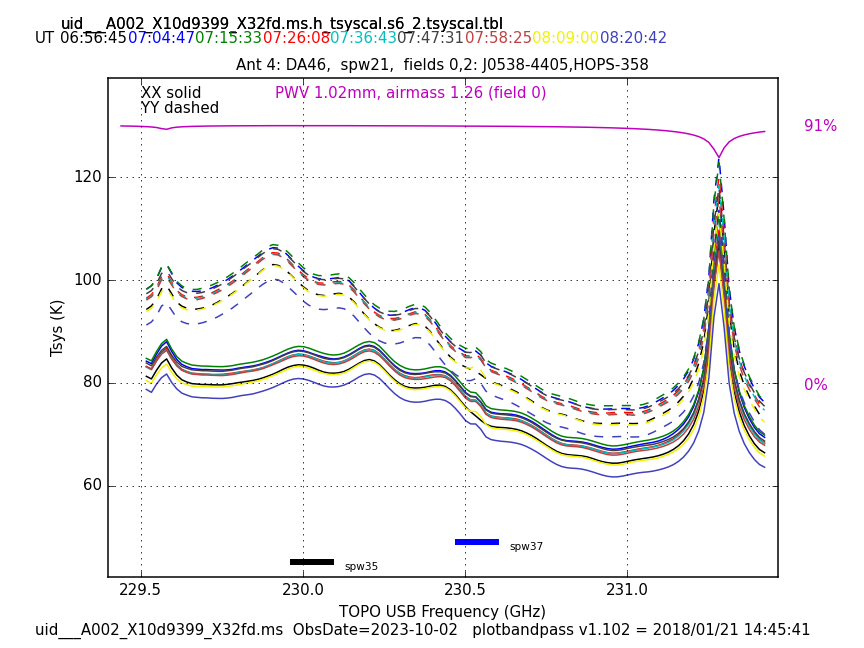 uid___A002_X10d9399_X32fd.ms.h_tsyscal.s6_2.tsyscal.tbl
UT 06:56:45 07:04:47 07:15:33 07:26:08 07:36:43 07:47:31 07:58:25 08:09:00 08:20:42
Ant 4: DA46,  spw21,  fields 0,2: J0538-4405,HOPS-358
XX solid PWV 1.02mm, airmass 1.26 (field 0)
YY dashed
91%
120
100
Tsys (K)
80 0%
60
spw37
spw35
229.5 230.0 230.5 231.0
TOPO USB Frequency (GHz)
uid___A002_X10d9399_X32fd.ms  ObsDate=2023-10-02   plotbandpass v1.102 = 2018/01/21 14:45:41